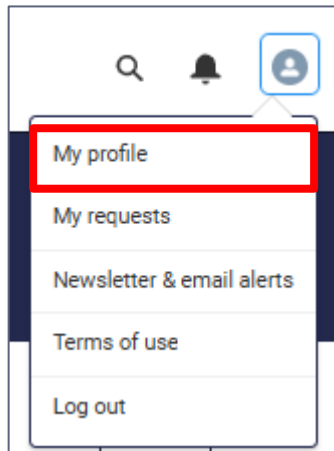 My profile
My requests
Newsletter & email alerts
Terms of use
Log out